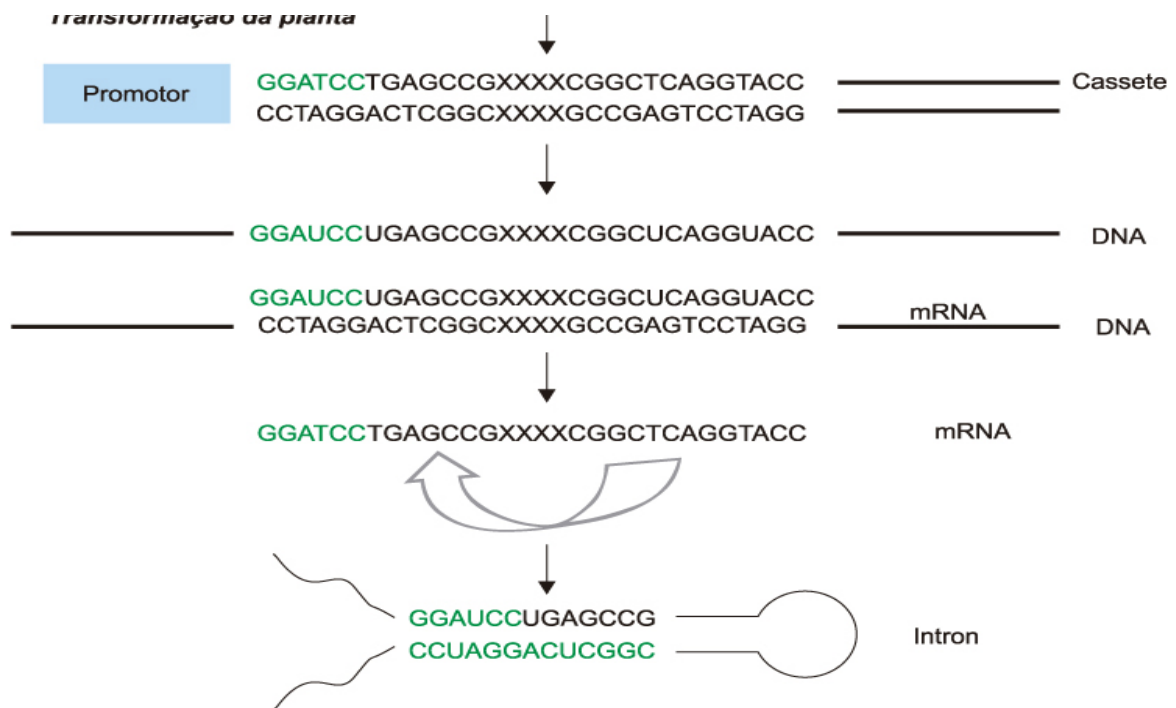 Transformação da planta
Promotor
GGATCCTGAGCCGXXXXCGGCTCAGGTACC
Cassete
CCTAGGACTCGGCXXXXGCCGAGTCCTAGG
GGAUCCUGAGCCGXXXXCGGCUCAGGUACC
DNA
GGAUCCUGAGCCGXXXXCGGCUCAGGUACC
mRNA
CCTAGGACTCGGCXXXXGCCGAGTCCTAGG
DNA
GGATCCTGAGCCGXXXXCGGCTCAGGTACC
mRNA
GGAUCCUGAGCCG
CCUAGGACUCGGC
Intron